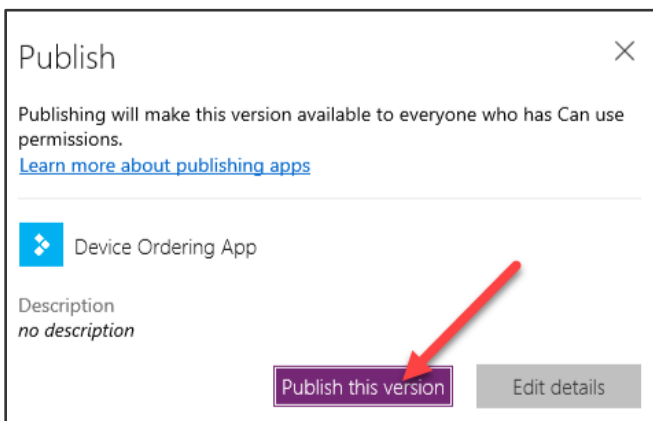 Publish
Publishing will make this version available to everyone who has Can use
permissions.
Learn more about publishing apps
Device Ordering App
Description
no description
Publish this version
Edit details